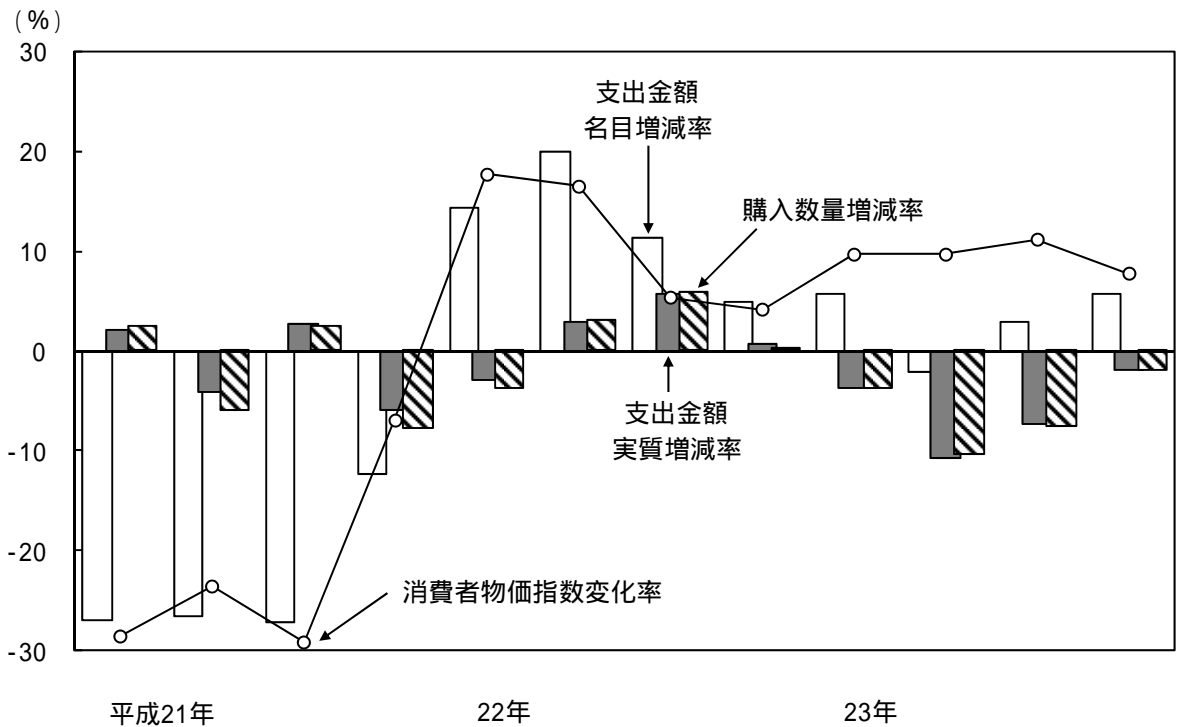 (%)
30
20
10
0
-10
-20
-30
支出金額
名目増減率
購入数量増減率
支出金額
実質増減率
消費者物価指数変化率
平成21年
22年
23年